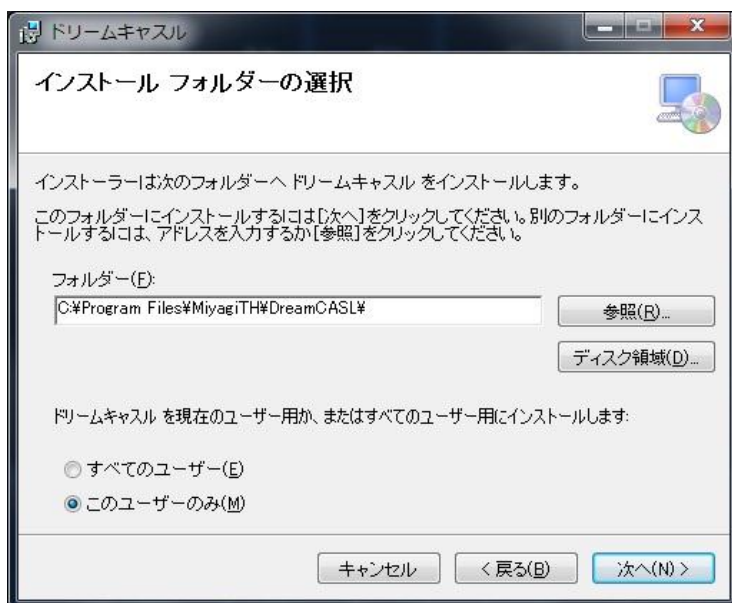 ドリームキャスル
インストール フォルダーの選択
インストーラーは次のフォルダーへ ドリームキャスル をインストールします。
このフォルダーにインストールするには[次へ]をクリックしてください。別のフォルダーにインス
トールするには、アドレスを入力するか[参照]をクリックしてください。
フォルダー(F):
C:¥Program Files¥MiyagiTH¥DreamCASL¥
参照(R)...
ディスク領域(D)...
ドリームキャスル を現在のユーザー用か、またはすべてのユーザー用にインストールします:
すべてのユーザー(E)
このユーザーのみ(M)
キャンセル
< 戻る(B)
次へ(N) >